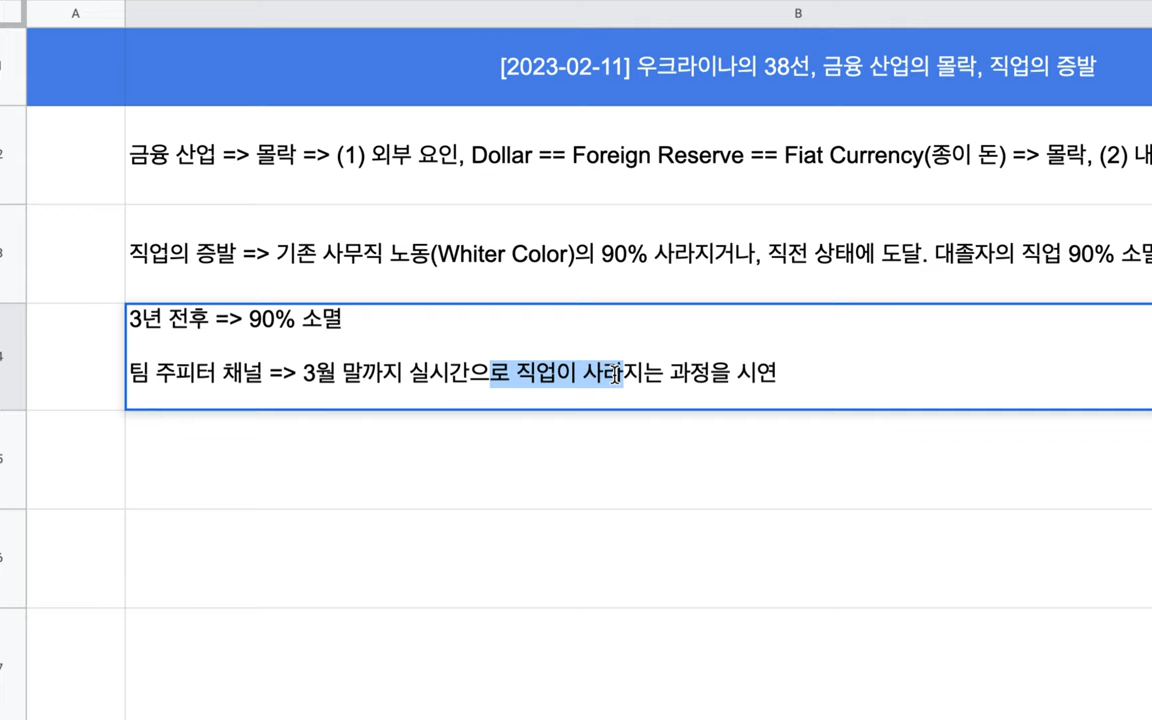 A
B
[2023-02-11] 우크라이나의 38선, 금융 산업의 몰락, 직업의 증발
2
금융 산업 => 몰락 => (1) 외부 요인, Dollar == Foreign Reserve == Fiat Currency(종이 돈) => 몰락, (2) 내
3
직업의 증발 => 기존 사무직 노동(Whiter Color)의 90% 사라지거나, 직전 상태에 도달. 대졸자의 직업 90% 소멸
3년 전후 => 90% 소멸
4
팀 주피터 채널 => 3월 말까지 실시간으로 직업이 사라지는 과정을 시연
5
6
7